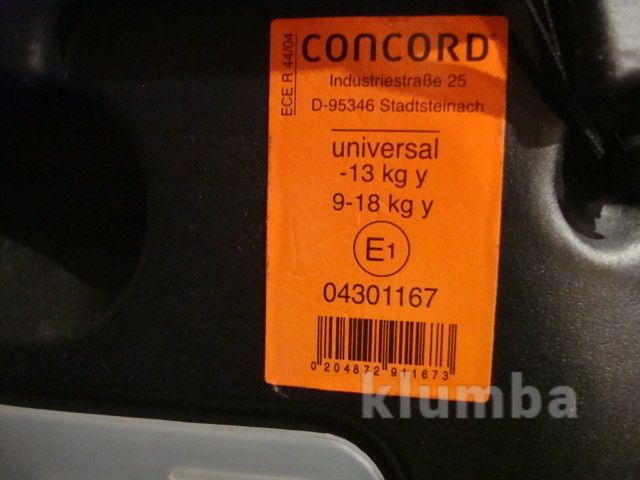 ECE R 44/04
CONCORD
Industriestraße 25
D-95346 Stadtsteinach
universal
-13 kg y
9-18 kg y
E1
04301167
0 204872 911673
klumba